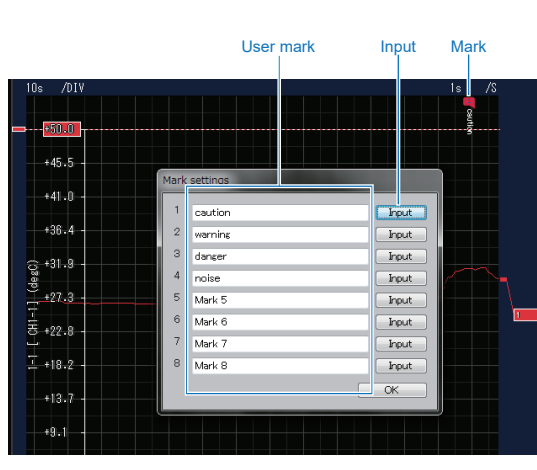 User mark Input Mark
10s /DIV 1s /S
caution
+50.0
+45.5
+41.0
+36.4
+31.9
+27.3
+22.8
+18.2
+13.7
+9.1
1-1 [ CH1-1] (degC)
1
Mark settings
1 caution Input
2 warning Input
3 danger Input
4 noise Input
5 Mark 5 Input
6 Mark 6 Input
7 Mark 7 Input
8 Mark 8 Input
OK